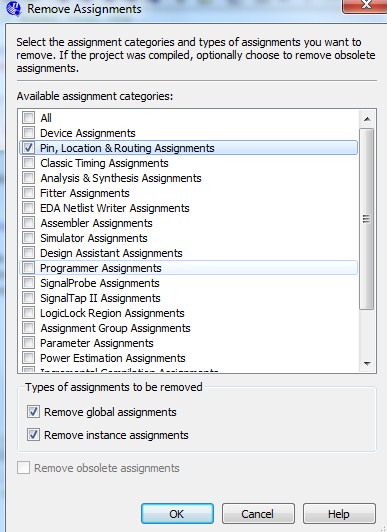 Remove Assignments
Select the assignment categories and types of assignments you want to
remove. If the project was compiled, optionally choose to remove obsolete
assignments.
Available assignment categories:
All
Device Assignments
Pin, Location & Routing Assignments
Classic Timing Assignments
Analysis & Synthesis Assignments
Fitter Assignments
EDA Netlist Writer Assignments
Assembler Assignments
Simulator Assignments
Design Assistant Assignments
Programmer Assignments
SignalProbe Assignments
SignalTap II Assignments
LogicLock Region Assignments
Assignment Group Assignments
Parameter Assignments
Power Estimation Assignments
Incremental Compilation Assignments
Types of assignments to be removed
Remove global assignments
Remove instance assignments
Remove obsolete assignments
OK
Cancel
Help